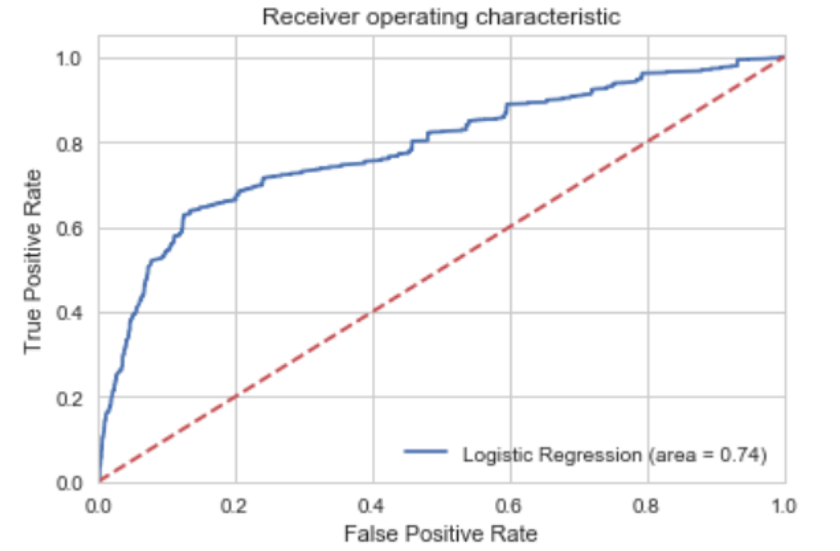 Receiver operating characteristic
1.0
0.8
0.6
0.4
0.2
0.0
True Positive Rate
Logistic Regression (area = 0.74)
0.0 0.2 0.4 0.6 0.8 1.0
False Positive Rate